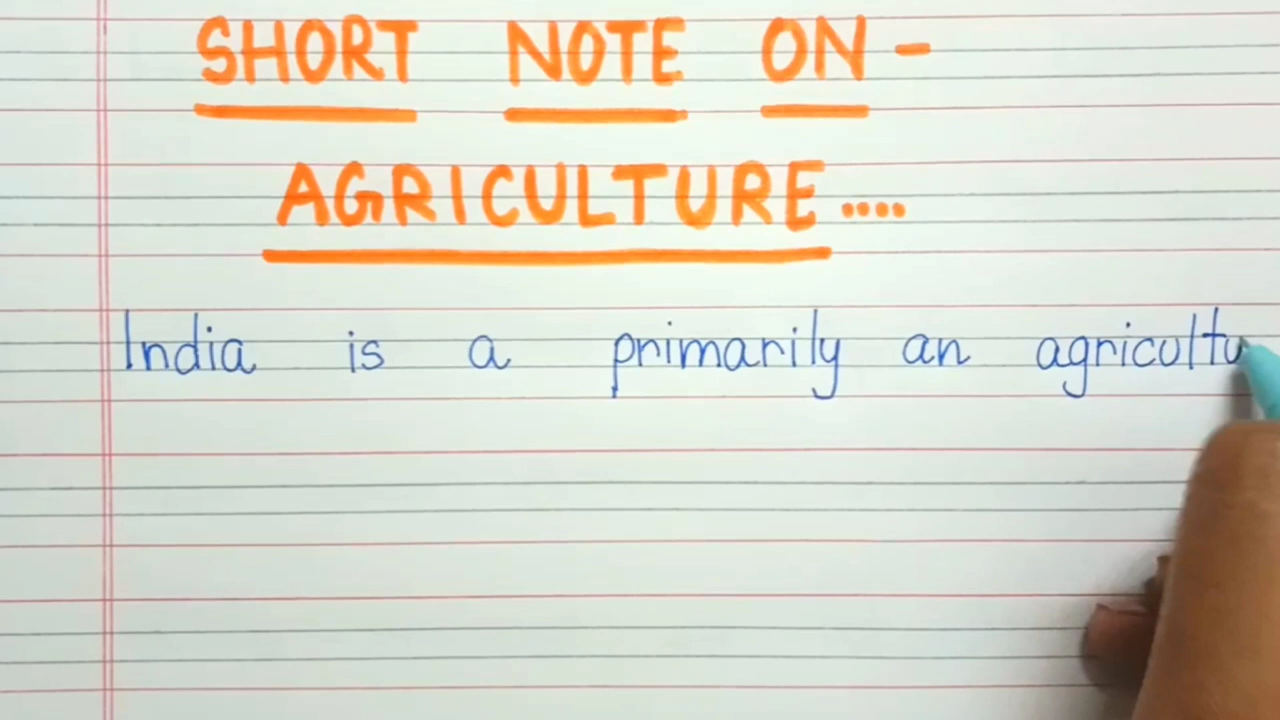 SHORT NOTE ON-
AGRICULTURE....
India is a primarily an agricultu